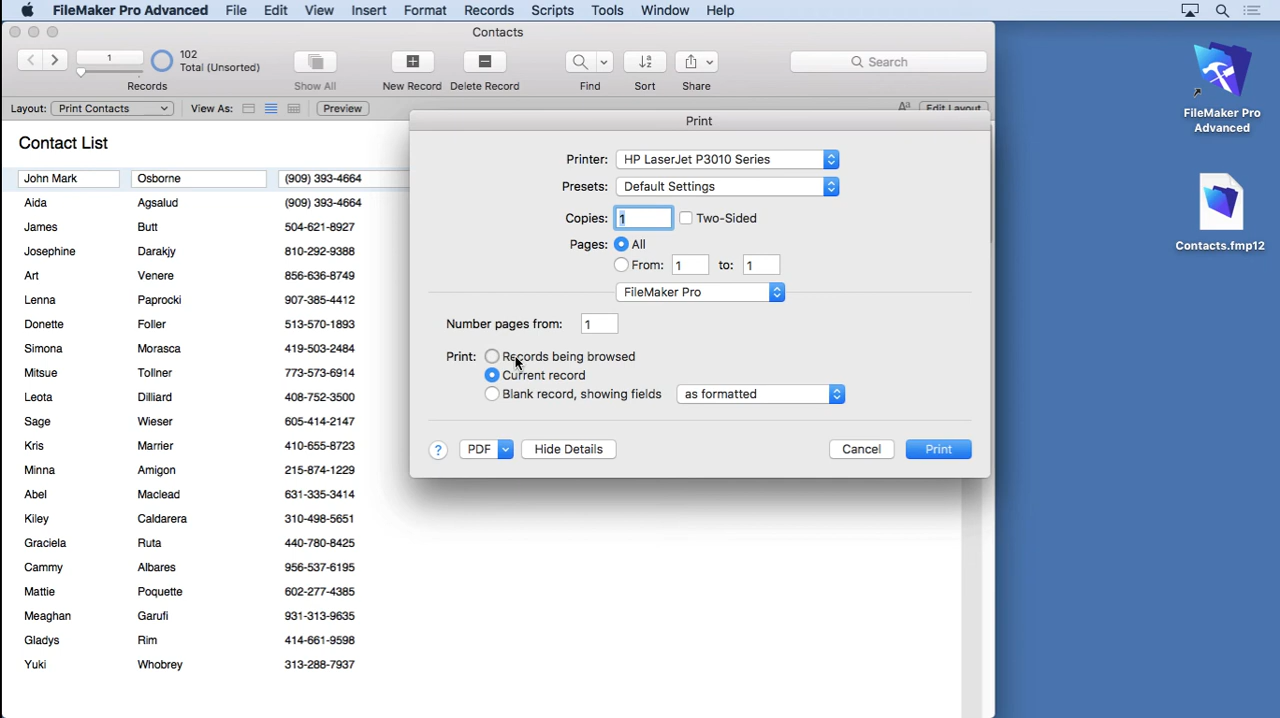 FileMaker Pro Advanced File Edit View Insert Format Records Scripts Tools Window Help
Contacts
1
102
Total (Unsorted)
Records Show All New Record Delete Record Find Sort Share
Search
Layout: Print Contacts View As: Preview Aa Edit Layout
Contact List
John Mark Osborne (909) 393-4664
Aida Agsalud (909) 393-4664
James Butt 504-621-8927
Josephine Darakjy 810-292-9388
Art Venere 856-636-8749
Lenna Paprocki 907-385-4412
Donette Foller 513-570-1893
Simona Morasca 419-503-2484
Mitsue Tollner 773-573-6914
Leota Dilliard 408-752-3500
Sage Wieser 605-414-2147
Kris Marrier 410-655-8723
Minna Amigon 215-874-1229
Abel Maclead 631-335-3414
Kiley Caldarera 310-498-5651
Graciela Ruta 440-780-8425
Cammy Albares 956-537-6195
Mattie Poquette 602-277-4385
Meaghan Garufi 931-313-9635
Gladys Rim 414-661-9598
Yuki Whobrey 313-288-7937
Print
Printer: HP LaserJet P3010 Series
Presets: Default Settings
Copies: 1 Two-Sided
Pages: All
From: 1 to: 1
FileMaker Pro
Number pages from: 1
Print: Records being browsed
Current record
Blank record, showing fields as formatted
? PDF Hide Details Cancel Print
FileMaker Pro
Advanced
Contacts.fmp12